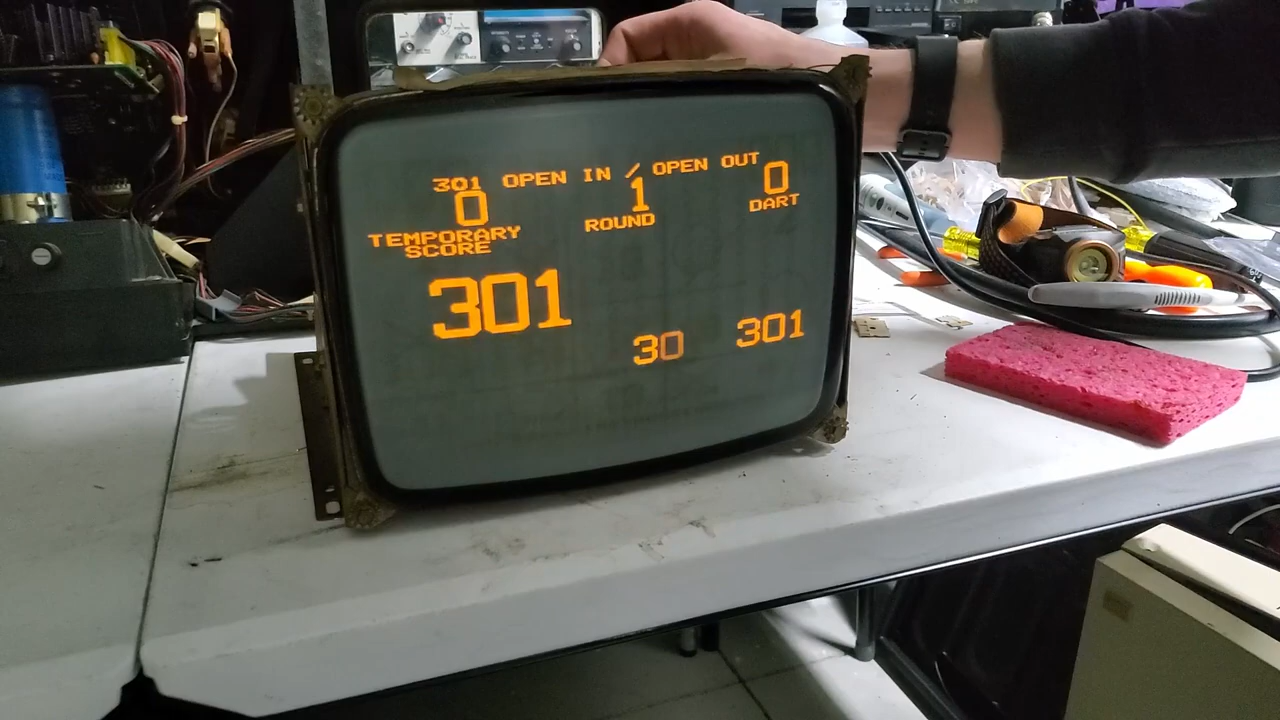 301 OPEN IN / OPEN OUT
0 1 0
TEMPORARY SCORE ROUND DART
301
30 301